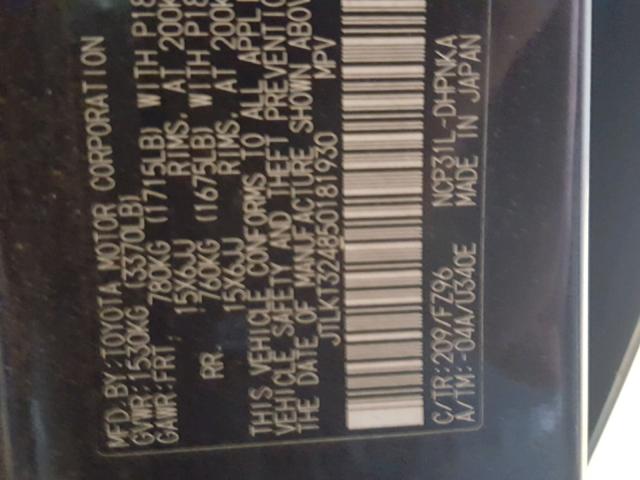 MFD.BY:TOYOTA MOTOR CORPORATION
GVWR:1530KG (3370LB)
GAWR:FRT 780KG (1715LB) WITH P18
15X6JJ RIMS, AT 200K
RR. 760KG (1675LB) WITH P18
15X6JJ RIMS, AT 200K
THIS VEHICLE CONFORMS TO ALL APPLI
VEHICLE SAFETY AND THEFT PREVENTIO
THE DATE OF MANUFACTURE SHOWN ABOV
JTLKT324850181930 MPV
C/TR:209/FZ96 NCP31L-DHPNKA
A/TM:-04A/U340E MADE IN JAPAN